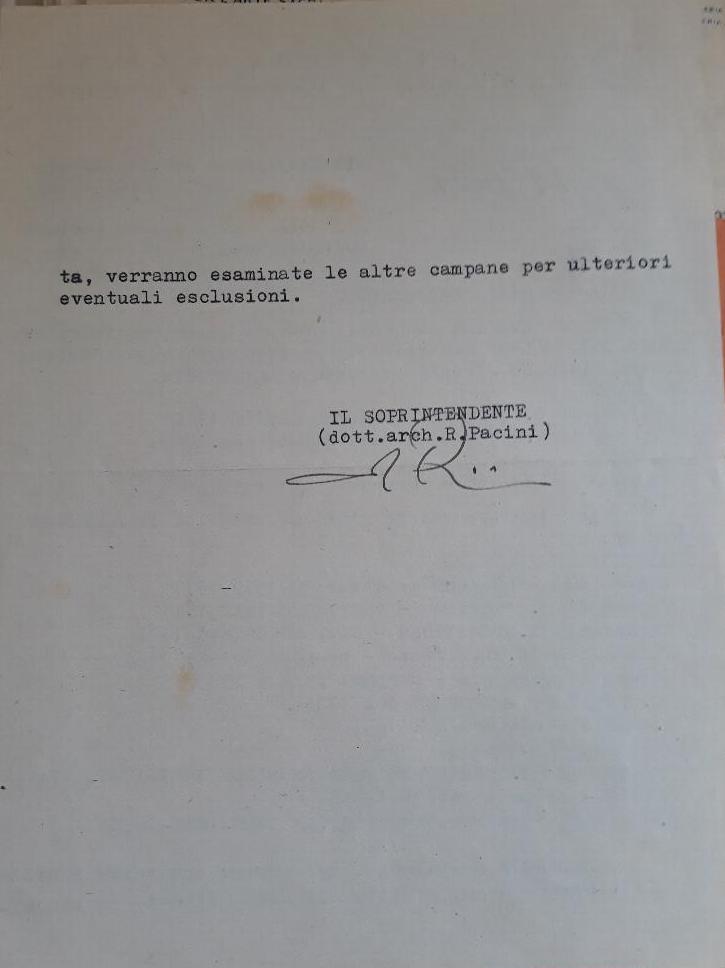 ta, verranno esaminate le altre campane per ulteriori
eventuali esclusioni.
IL SOPRINTENDENTE
(dott.arch.R.Pacini)